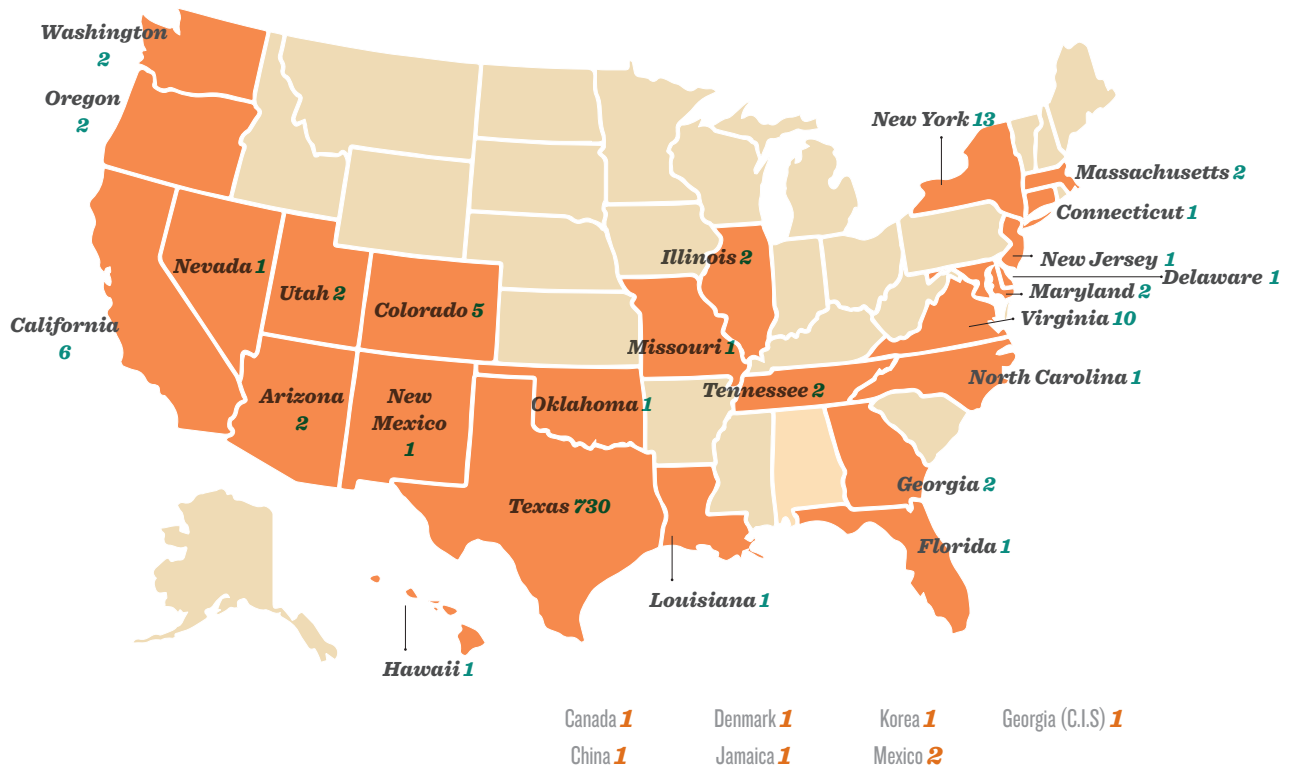 Washington
2
Oregon
2
New York 13
Massachusetts 2
Connecticut 1
Illinois 2
New Jersey 1
Nevada 1
Delaware 1
Utah 2
Maryland 2
Colorado 5
Virginia 10
California
6
Missouri 1
North Carolina 1
Tennessee 2
Arizona
2
New
Mexico
1
Oklahoma 1
Georgia 2
Texas 730
Florida 1
Louisiana 1
Hawaii 1
Canada 1
Denmark 1
Korea 1
Georgia (C.I.S) 1
China 1
Jamaica 1
Mexico 2